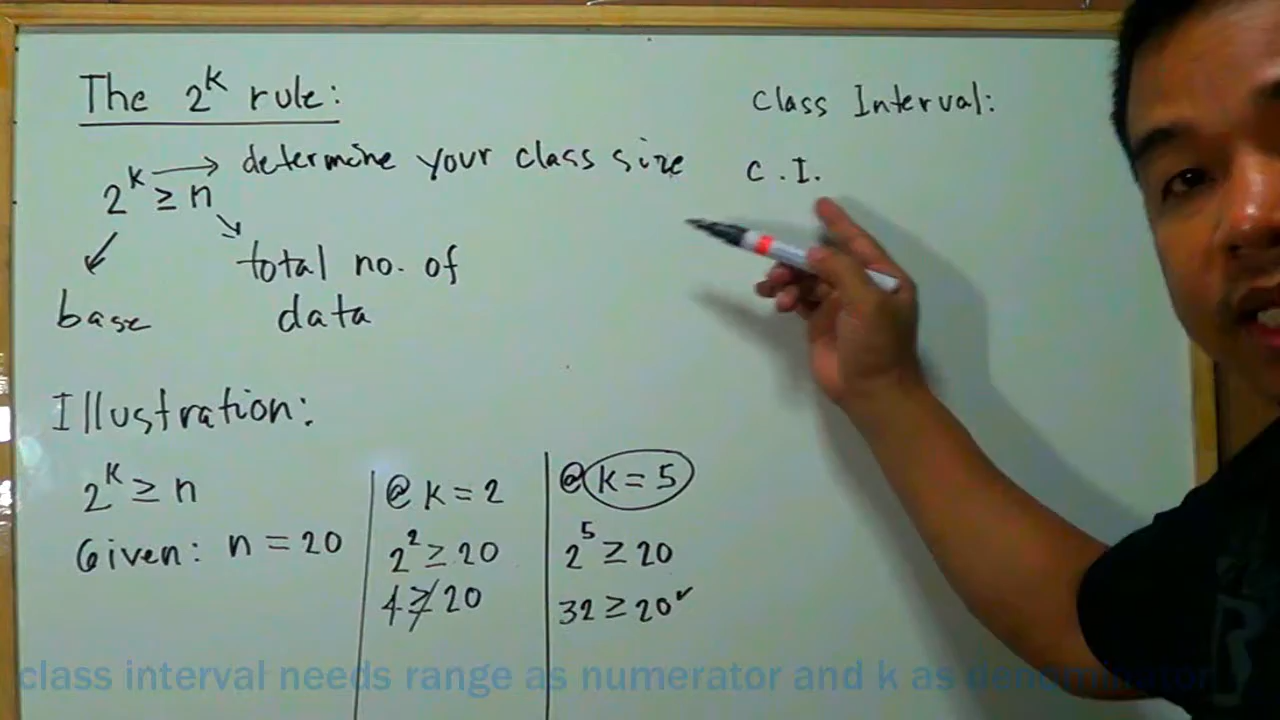 The 2^k rule:
2^k ≥ n
determine your class size
total no. of
data
base
Illustration:
2^k ≥ n
Given: n = 20
@ k = 2
2^2 ≥ 20
4 ≱ 20
@ k = 5
2^5 ≥ 20
32 ≥ 20 ✓
Class Interval:
C.I.
class interval needs range as numerator and k as denominator